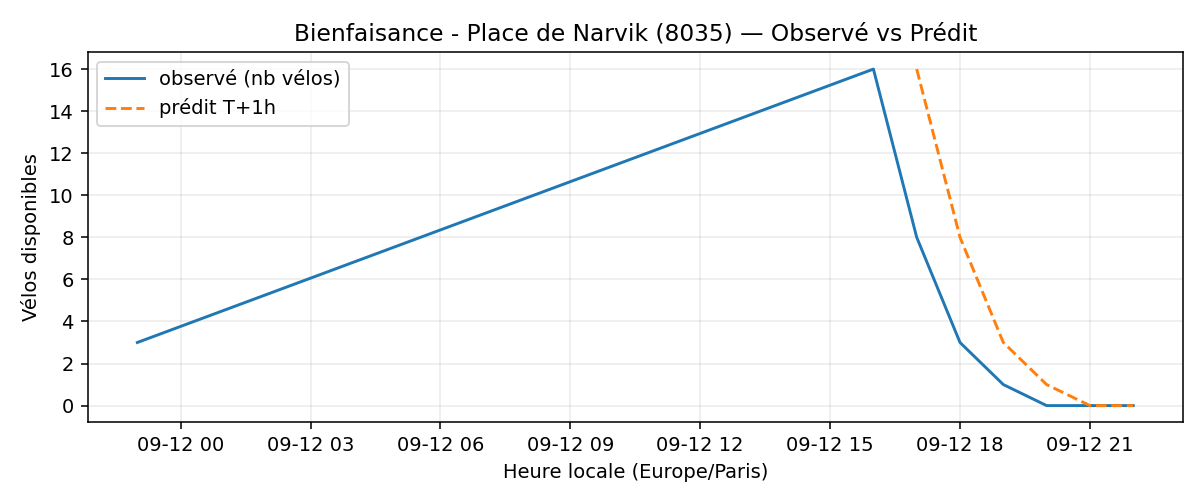 Bienfaisance - Place de Narvik (8035) — Observé vs Prédit
observé (nb vélos)
prédit T+1h
Vélos disponibles
16
14
12
10
8
6
4
2
0
09-12 00 09-12 03 09-12 06 09-12 09 09-12 12 09-12 15 09-12 18 09-12 21
Heure locale (Europe/Paris)